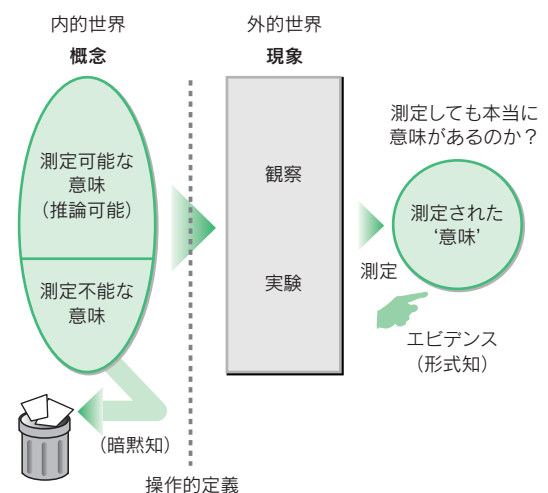 内的世界
概念
外的世界
現象
測定可能な
意味
（推論可能）
測定不能な
意味
観察
実験
測定しても本当に
意味があるのか？
測定された
‘意味’
測定
エビデンス
（形式知）
（暗黙知）
操作的定義